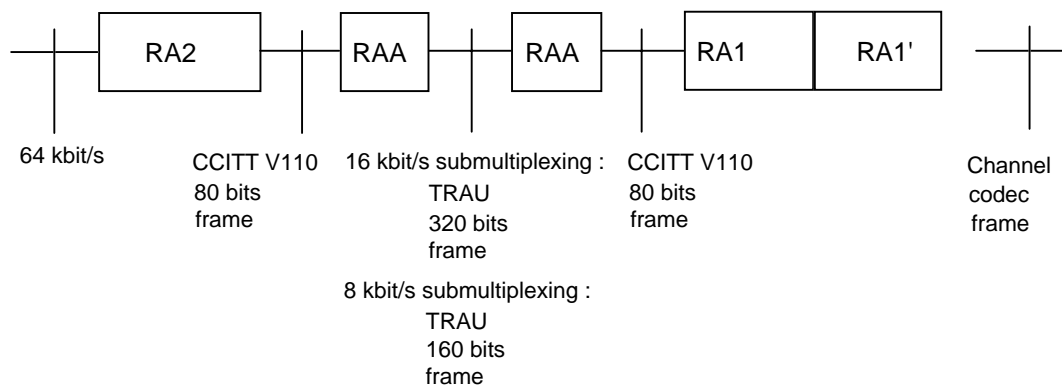 RA2
RAA
RAA
RA1
RA1'
64 kbit/s
CCITT V110
80 bits
frame
16 kbit/s submultiplexing :
TRAU
320 bits
frame
8 kbit/s submultiplexing :
TRAU
160 bits
frame
CCITT V110
80 bits
frame
Channel
codec
frame